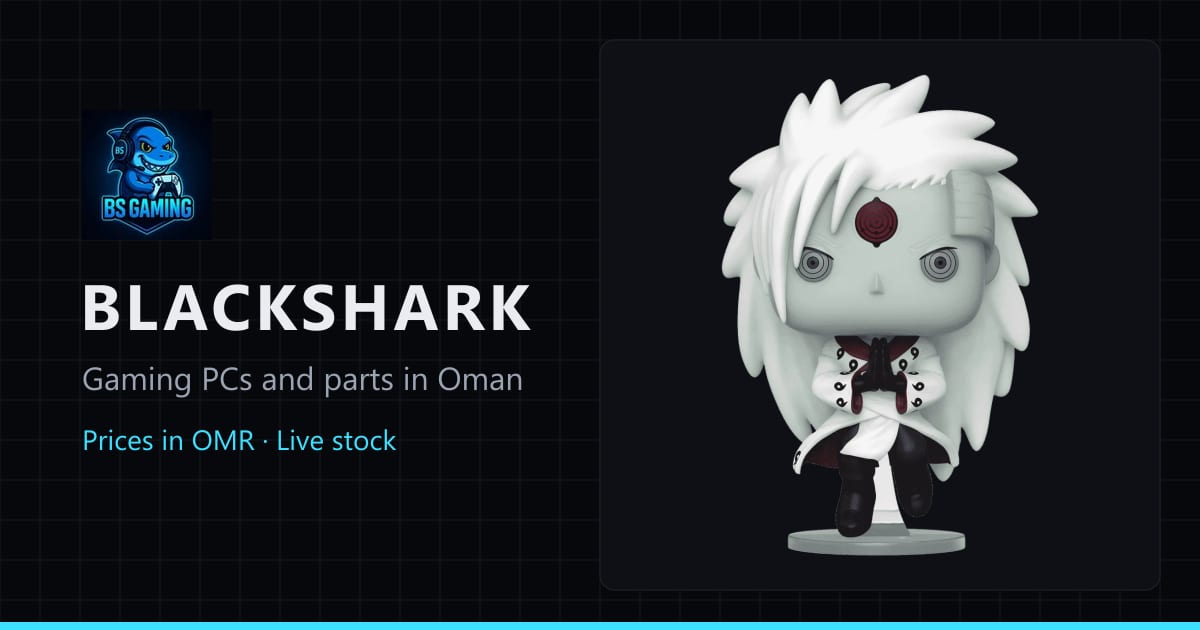 BS
BS GAMING
BLACKSHARK
Gaming PCs and parts in Oman
Prices in OMR · Live stock